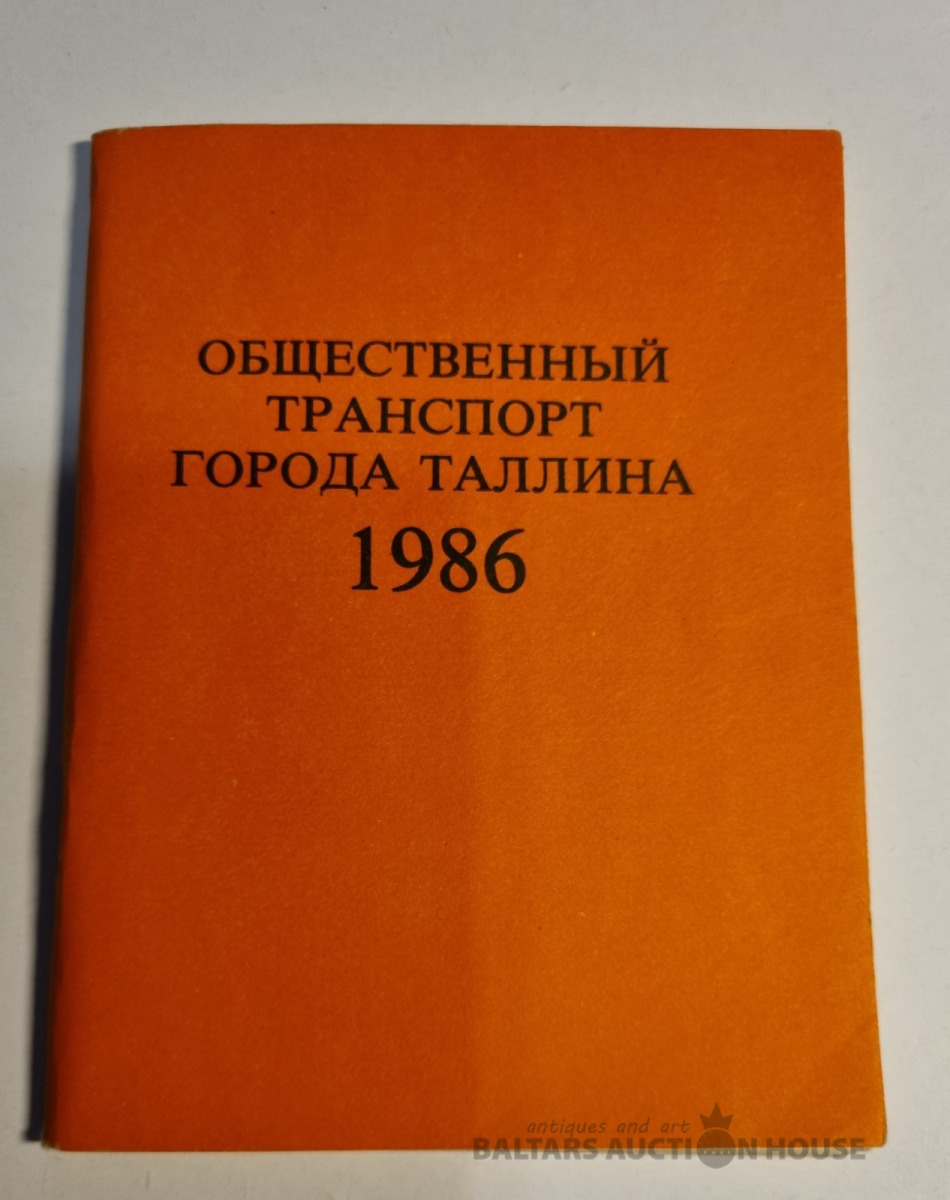 ОБЩЕСТВЕННЫЙ
ТРАНСПОРТ
ГОРОДА ТАЛЛИНА
1986
antiques and art
BALTARS AUCTION HOUSE